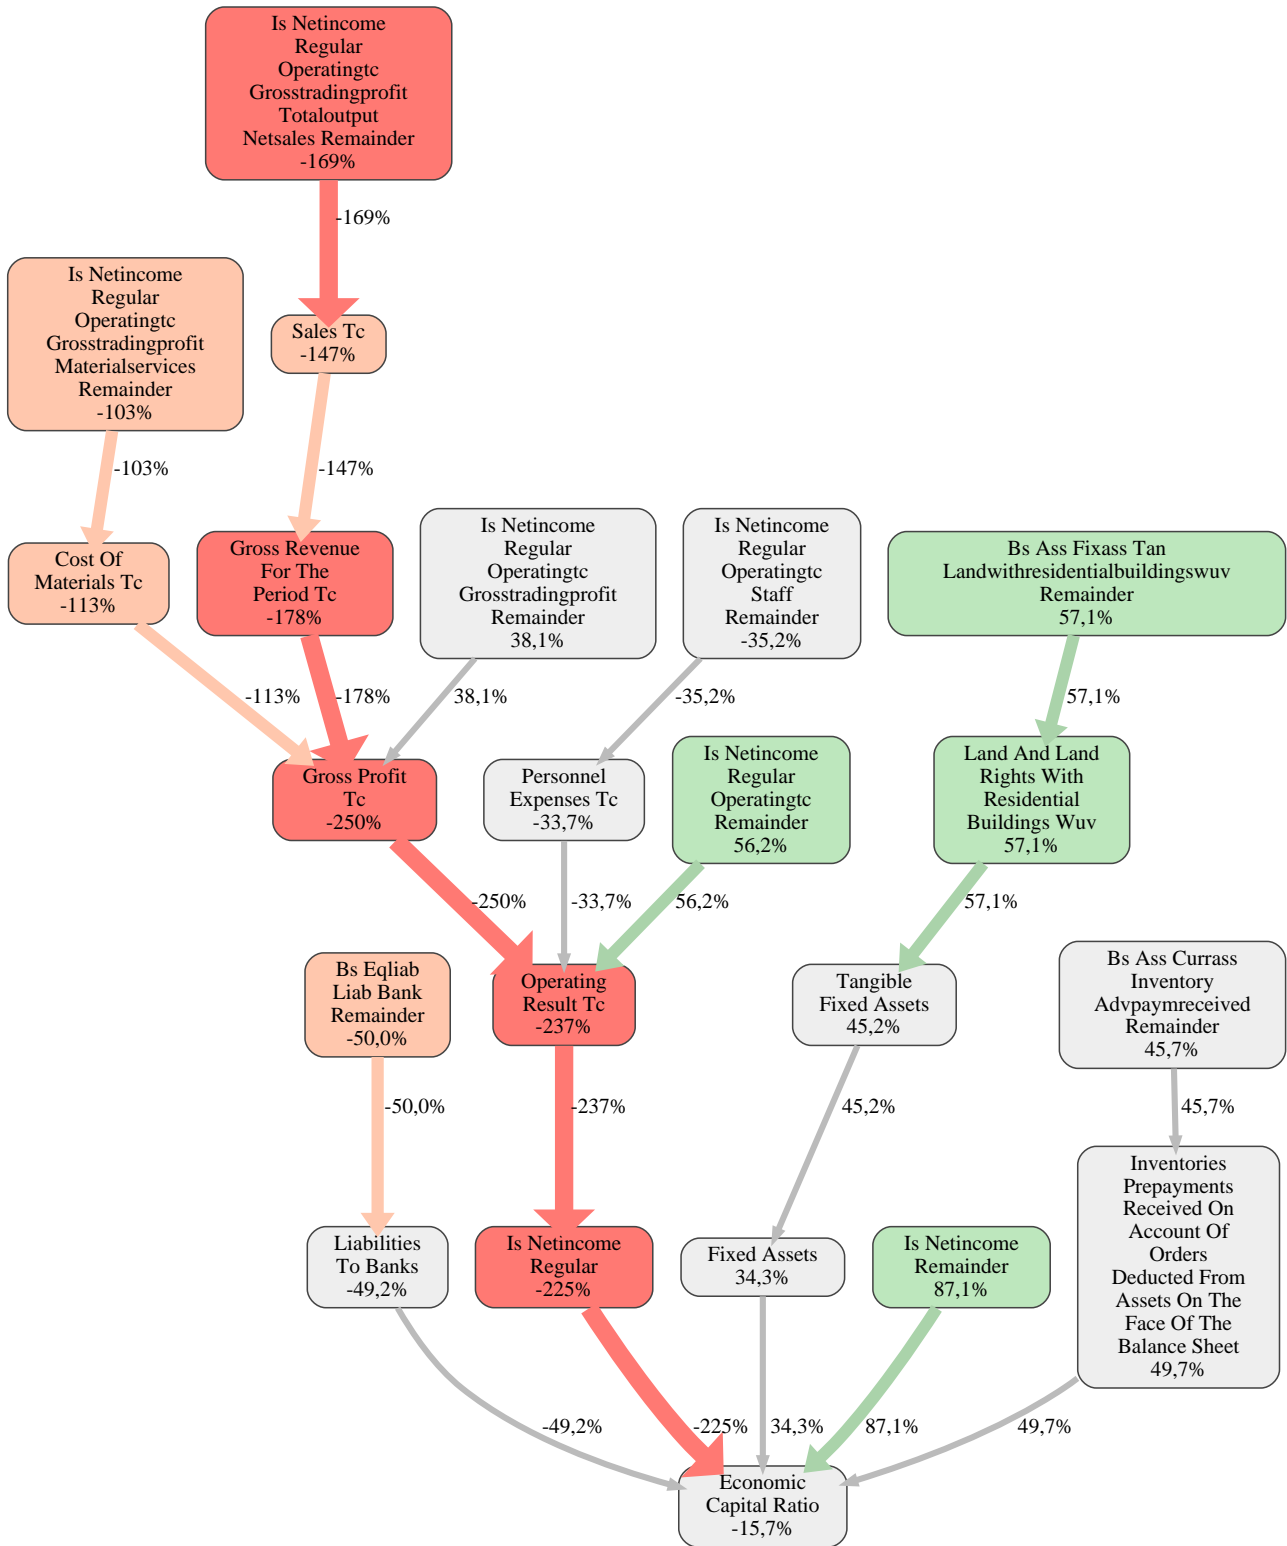 Is Netincome
Regular
Operatingtc
Grosstradingprofit
Totaloutput
Netsales Remainder
-169%
-169%
Is Netincome
Regular
Operatingtc
Grosstradingprofit
Materialservices
Remainder
-103%
Sales Tc
-147%
-103%
-147%
Cost Of
Materials Tc
-113%
Gross Revenue
For The
Period Tc
-178%
Is Netincome
Regular
Operatingtc
Grosstradingprofit
Remainder
38,1%
Is Netincome
Regular
Operatingtc
Staff
Remainder
-35,2%
Bs Ass Fixass Tan
Landwithresidentialbuildingswuv
Remainder
57,1%
-113%
-178%
38,1%
-35,2%
57,1%
Gross Profit
Tc
-250%
Personnel
Expenses Tc
-33,7%
Is Netincome
Regular
Operatingtc
Remainder
56,2%
Land And Land
Rights With
Residential
Buildings Wuv
57,1%
-250%
-33,7%
56,2%
57,1%
Bs Eqliab
Liab Bank
Remainder
-50,0%
Operating
Result Tc
-237%
Tangible
Fixed Assets
45,2%
Bs Ass Currass
Inventory
Advpaymreceived
Remainder
45,7%
-50,0%
-237%
45,2%
45,7%
Liabilities
To Banks
-49,2%
Is Netincome
Regular
-225%
Fixed Assets
34,3%
Is Netincome
Remainder
87,1%
Inventories
Prepayments
Received On
Account Of
Orders
Deducted From
Assets On The
Face Of The
Balance Sheet
49,7%
-49,2%
-225%
34,3%
87,1%
49,7%
Economic
Capital Ratio
-15,7%